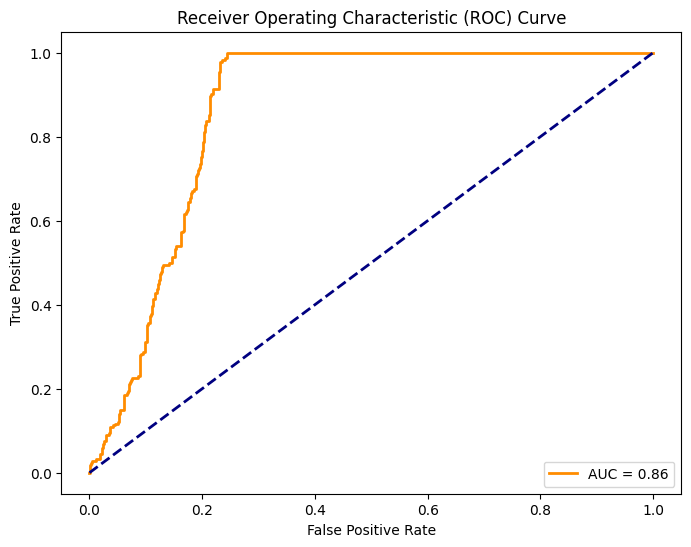 Receiver Operating Characteristic (ROC) Curve
1.0
0.8
0.6
0.4
0.2
0.0
True Positive Rate
0.0 0.2 0.4 0.6 0.8 1.0
False Positive Rate
AUC = 0.86